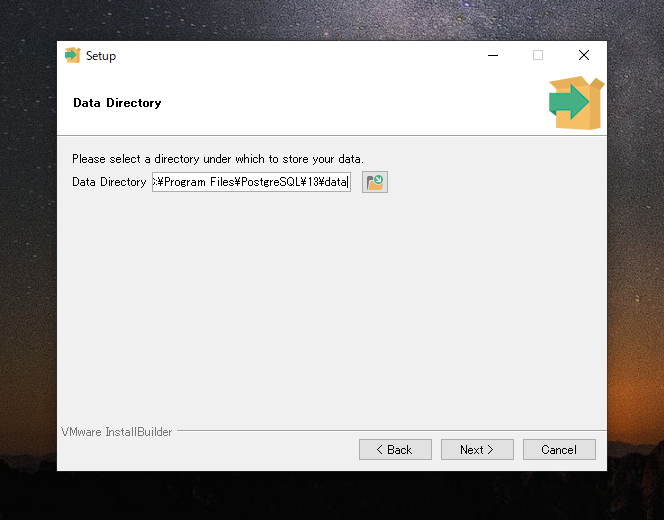 Setup
Data Directory
Please select a directory under which to store your data.
Data Directory :¥Program Files¥PostgreSQL¥13¥data
VMware InstallBuilder
< Back Next > Cancel